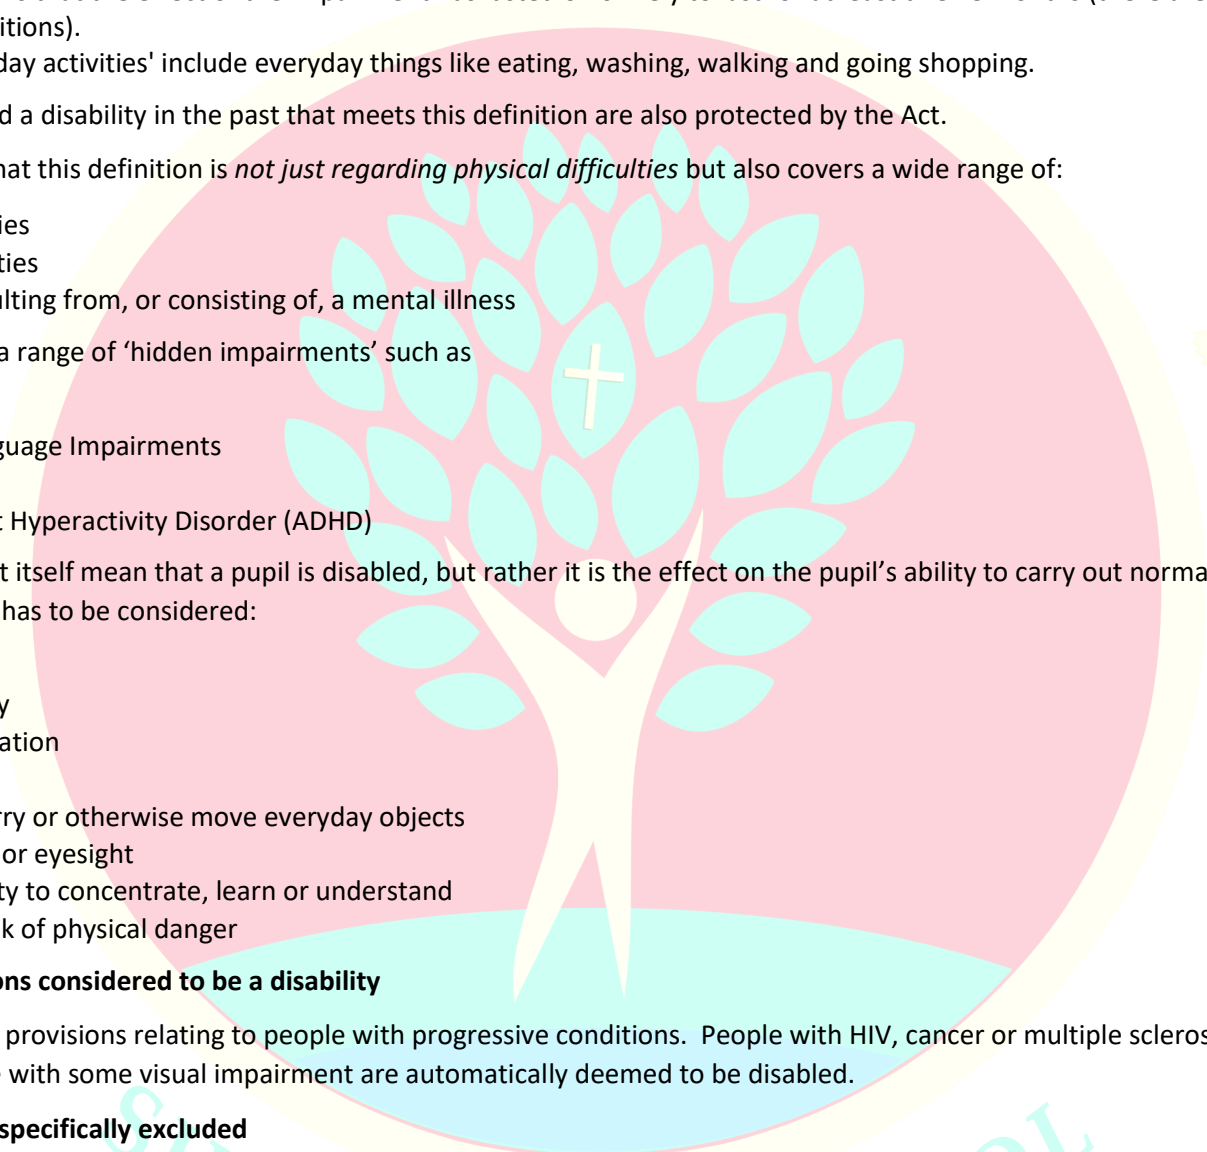 itions).
day activities' include everyday things like eating, washing, walking and going shopping.
d a disability in the past that meets this definition are also protected by the Act.
hat this definition is not just regarding physical difficulties but also covers a wide range of:
ies
ties
ulting from, or consisting of, a mental illness
a range of ‘hidden impairments’ such as
guage Impairments
t Hyperactivity Disorder (ADHD)
t itself mean that a pupil is disabled, but rather it is the effect on the pupil’s ability to carry out norma
has to be considered:
y
ation
rry or otherwise move everyday objects
or eyesight
ty to concentrate, learn or understand
k of physical danger
ons considered to be a disability
provisions relating to people with progressive conditions. People with HIV, cancer or multiple scleros
with some visual impairment are automatically deemed to be disabled.
specifically excluded